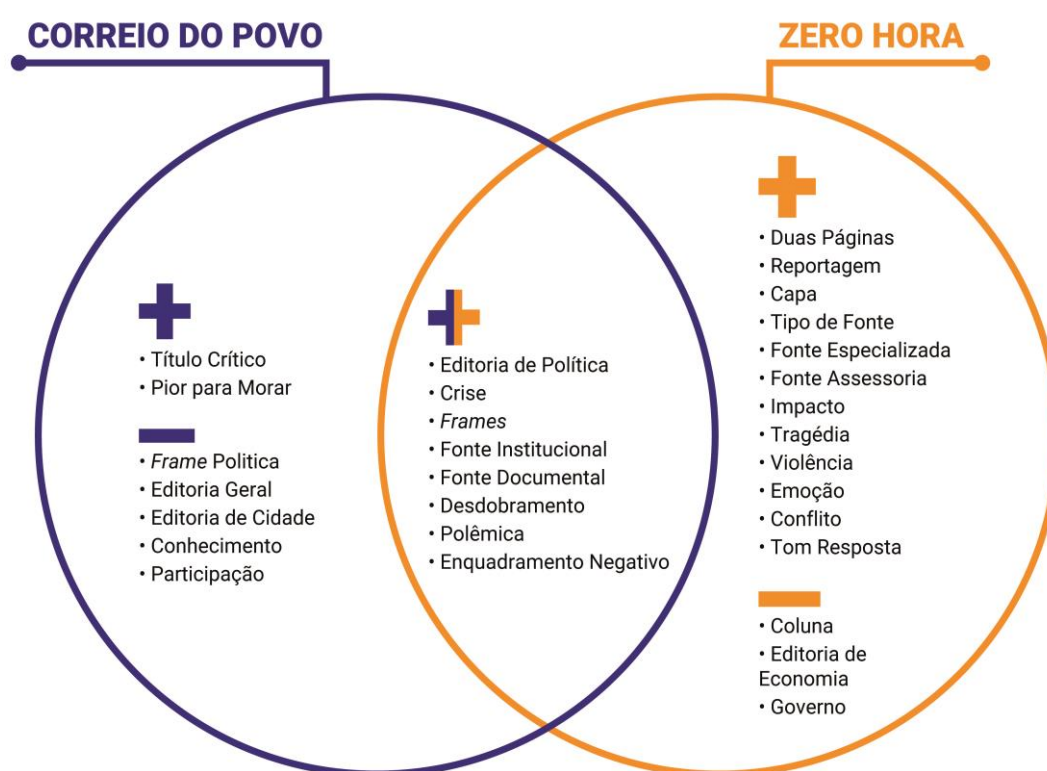 CORREIO DO POVO
ZERO HORA
• Título Crítico
• Pior para Morar
• Frame Politica
• Editoria Geral
• Editoria de Cidade
• Conhecimento
• Participação
• Editoria de Política
• Crise
• Frames
• Fonte Institucional
• Fonte Documental
• Desdobramento
• Polêmica
• Enquadramento Negativo
• Duas Páginas
• Reportagem
• Capa
• Tipo de Fonte
• Fonte Especializada
• Fonte Assessoria
• Impacto
• Tragédia
• Violência
• Emoção
• Conflito
• Tom Resposta
• Coluna
• Editoria de
Economia
• Governo